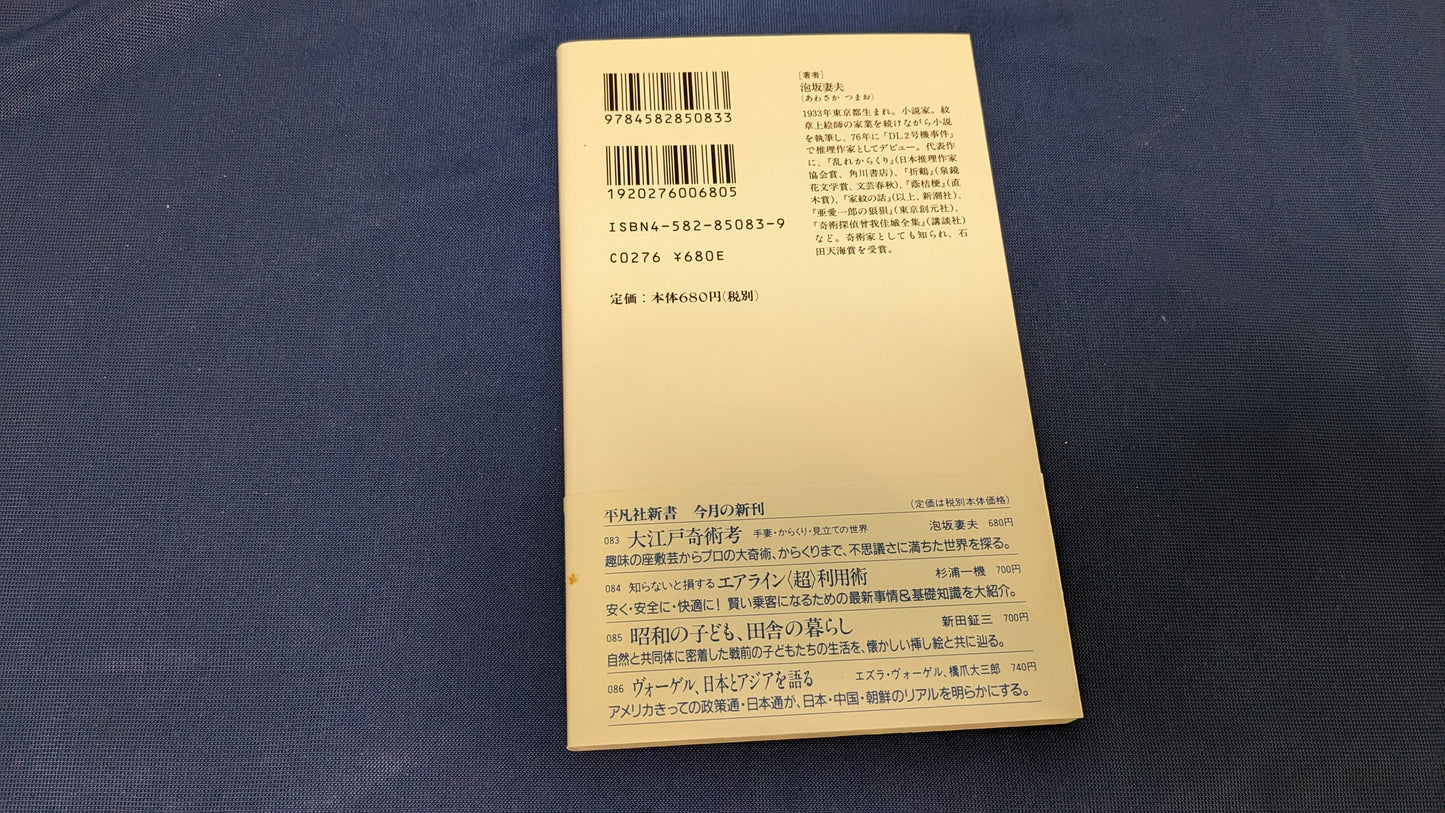 9784582850833
1920276006805
ISBN4-582-85083-9
C0276 ¥680E
定価：本体680円(税別)
［著者］
泡坂妻夫
（あわさか つまお）
1933年東京都生まれ。小説家。紋
章上絵師の家業を続けながら小説
を執筆し、76年に「DL2号機事件」
で推理作家としてデビュー。代表作
に、『乱れからくり』(日本推理作家
協会賞、角川書店)、『折鶴』(泉鏡
花文学賞、文芸春秋)、『蔭桔梗』(直
木賞)、『家紋の話』(以上、新潮社)、
『亜愛一郎の狼狽』(東京創元社)、
『奇術探偵曾我佳城全集』(講談社)
など。奇術家としても知られ、石
田天海賞を受賞。
平凡社新書 今月の新刊 （定価は税別本体価格）
083 大江戸奇術考 手妻・からくり・見立ての世界 泡坂妻夫 680円
趣味の座敷芸からプロの大奇術、からくりまで、不思議さに満ちた世界を探る。
084 知らないと損する エアライン〈超〉利用術 杉浦一機 700円
安く・安全に・快適に！ 賢い乗客になるための最新事情&基礎知識を大紹介。
085 昭和の子ども、田舎の暮らし 新田鉦三 700円
自然と共同体に密着した戦前の子どもたちの生活を、懐かしい挿し絵と共に辿る。
086 ヴォーゲル、日本とアジアを語る エズラ・ヴォーゲル、橋爪大三郎 740円
アメリカきっての政策通・日本通が、日本・中国・朝鮮のリアルを明らかにする。